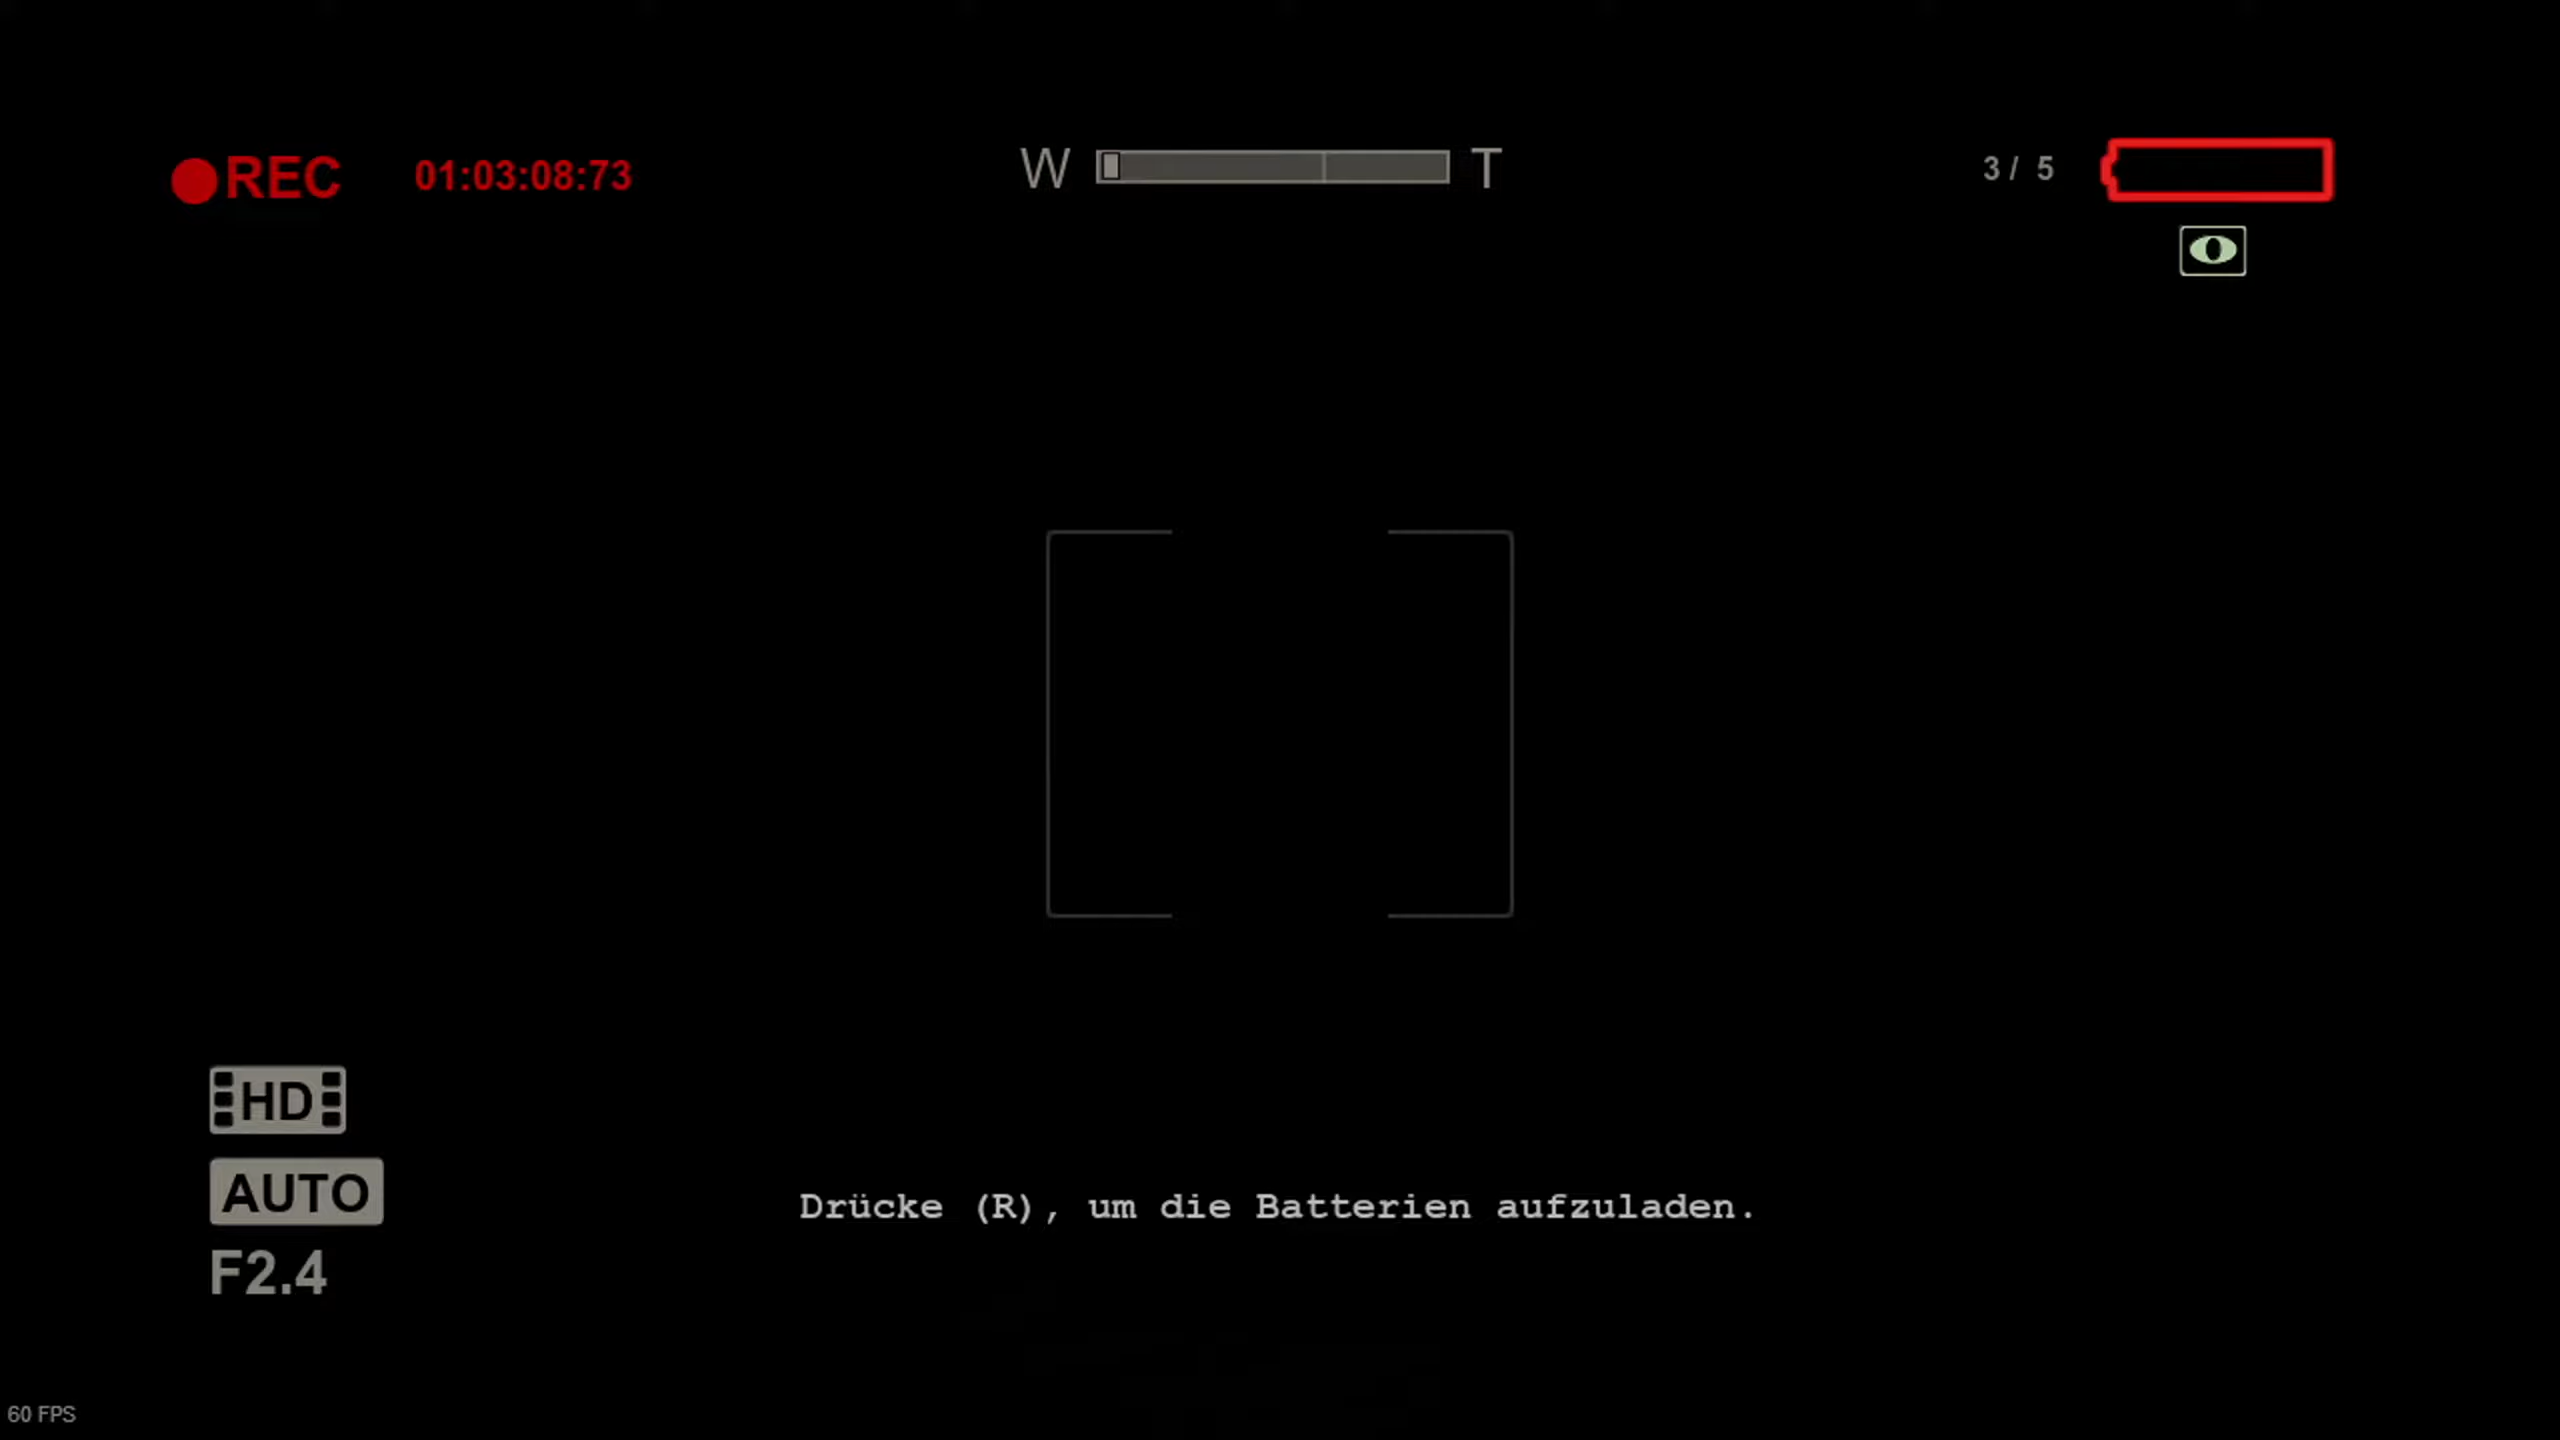 REC 01:03:08:73 W T 3 / 5
HD
AUTO
Drücke (R), um die Batterien aufzuladen.
F2.4
60 FPS